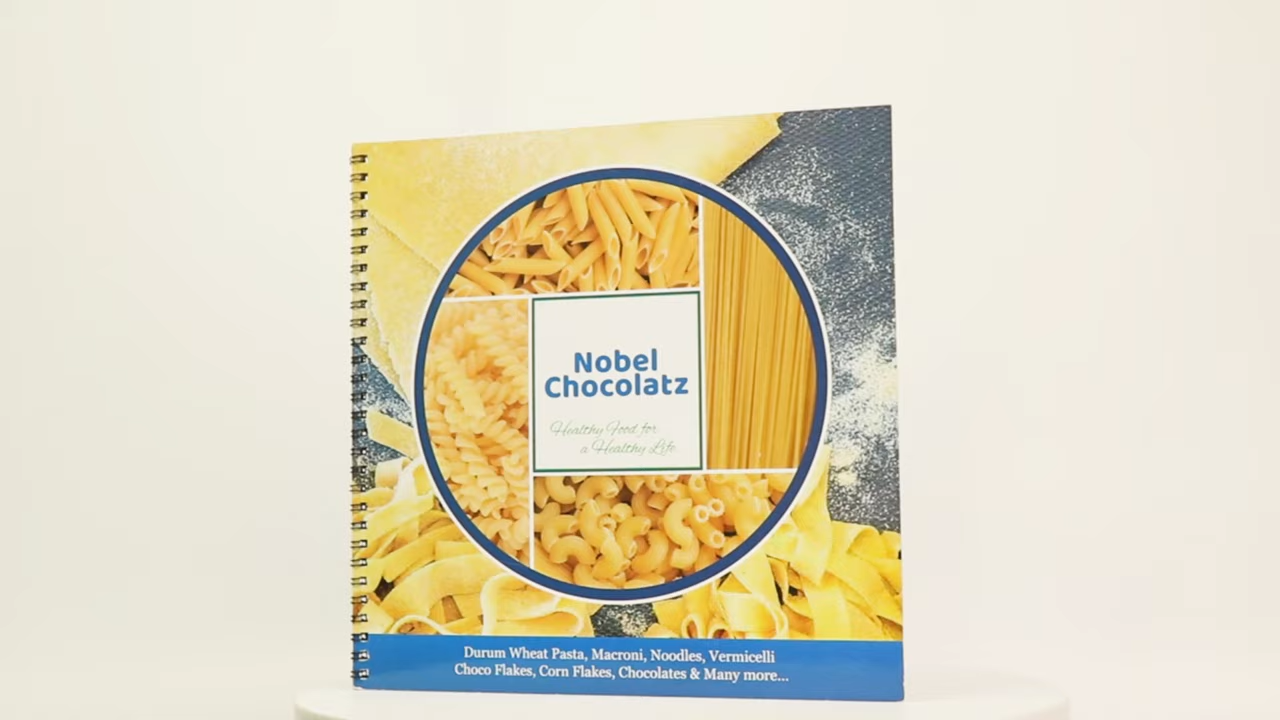 Nobel
Chocolatz
Healthy Food for
a Healthy Life
Durum Wheat Pasta, Macroni, Noodles, Vermicelli
Choco Flakes, Corn Flakes, Chocolates & Many more...